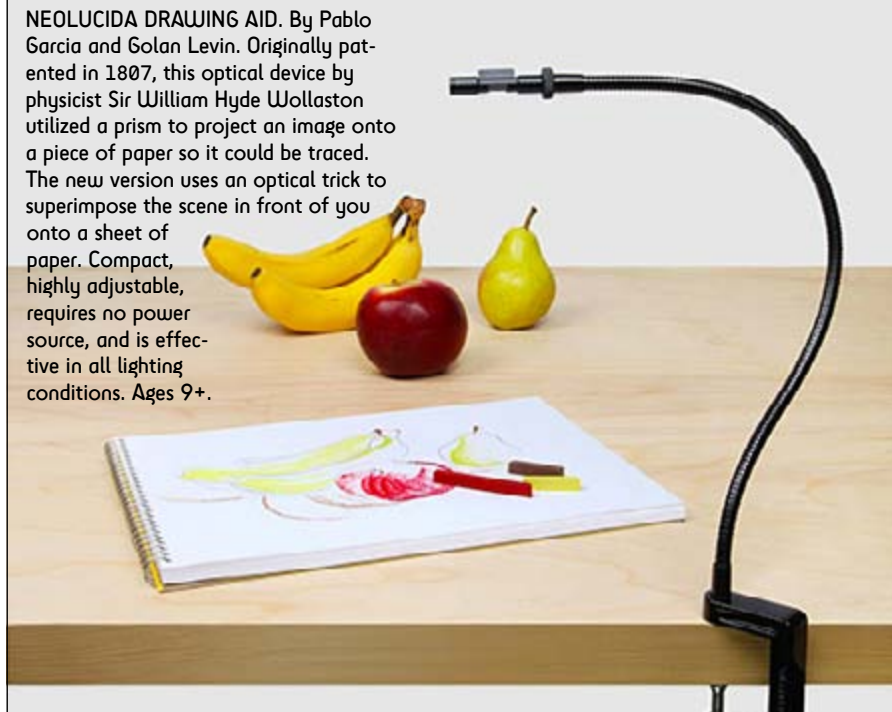 NEOLUCIDA DRAWING AID. By Pablo
Garcia and Golan Levin. Originally pat-
ented in 1807, this optical device by
physicist Sir William Hyde Wollaston
utilized a prism to project an image onto
a piece of paper so it could be traced.
The new version uses an optical trick to
superimpose the scene in front of you
onto a sheet of
paper. Compact,
highly adjustable,
requires no power
source, and is effec-
tive in all lighting
conditions. Ages 9+.